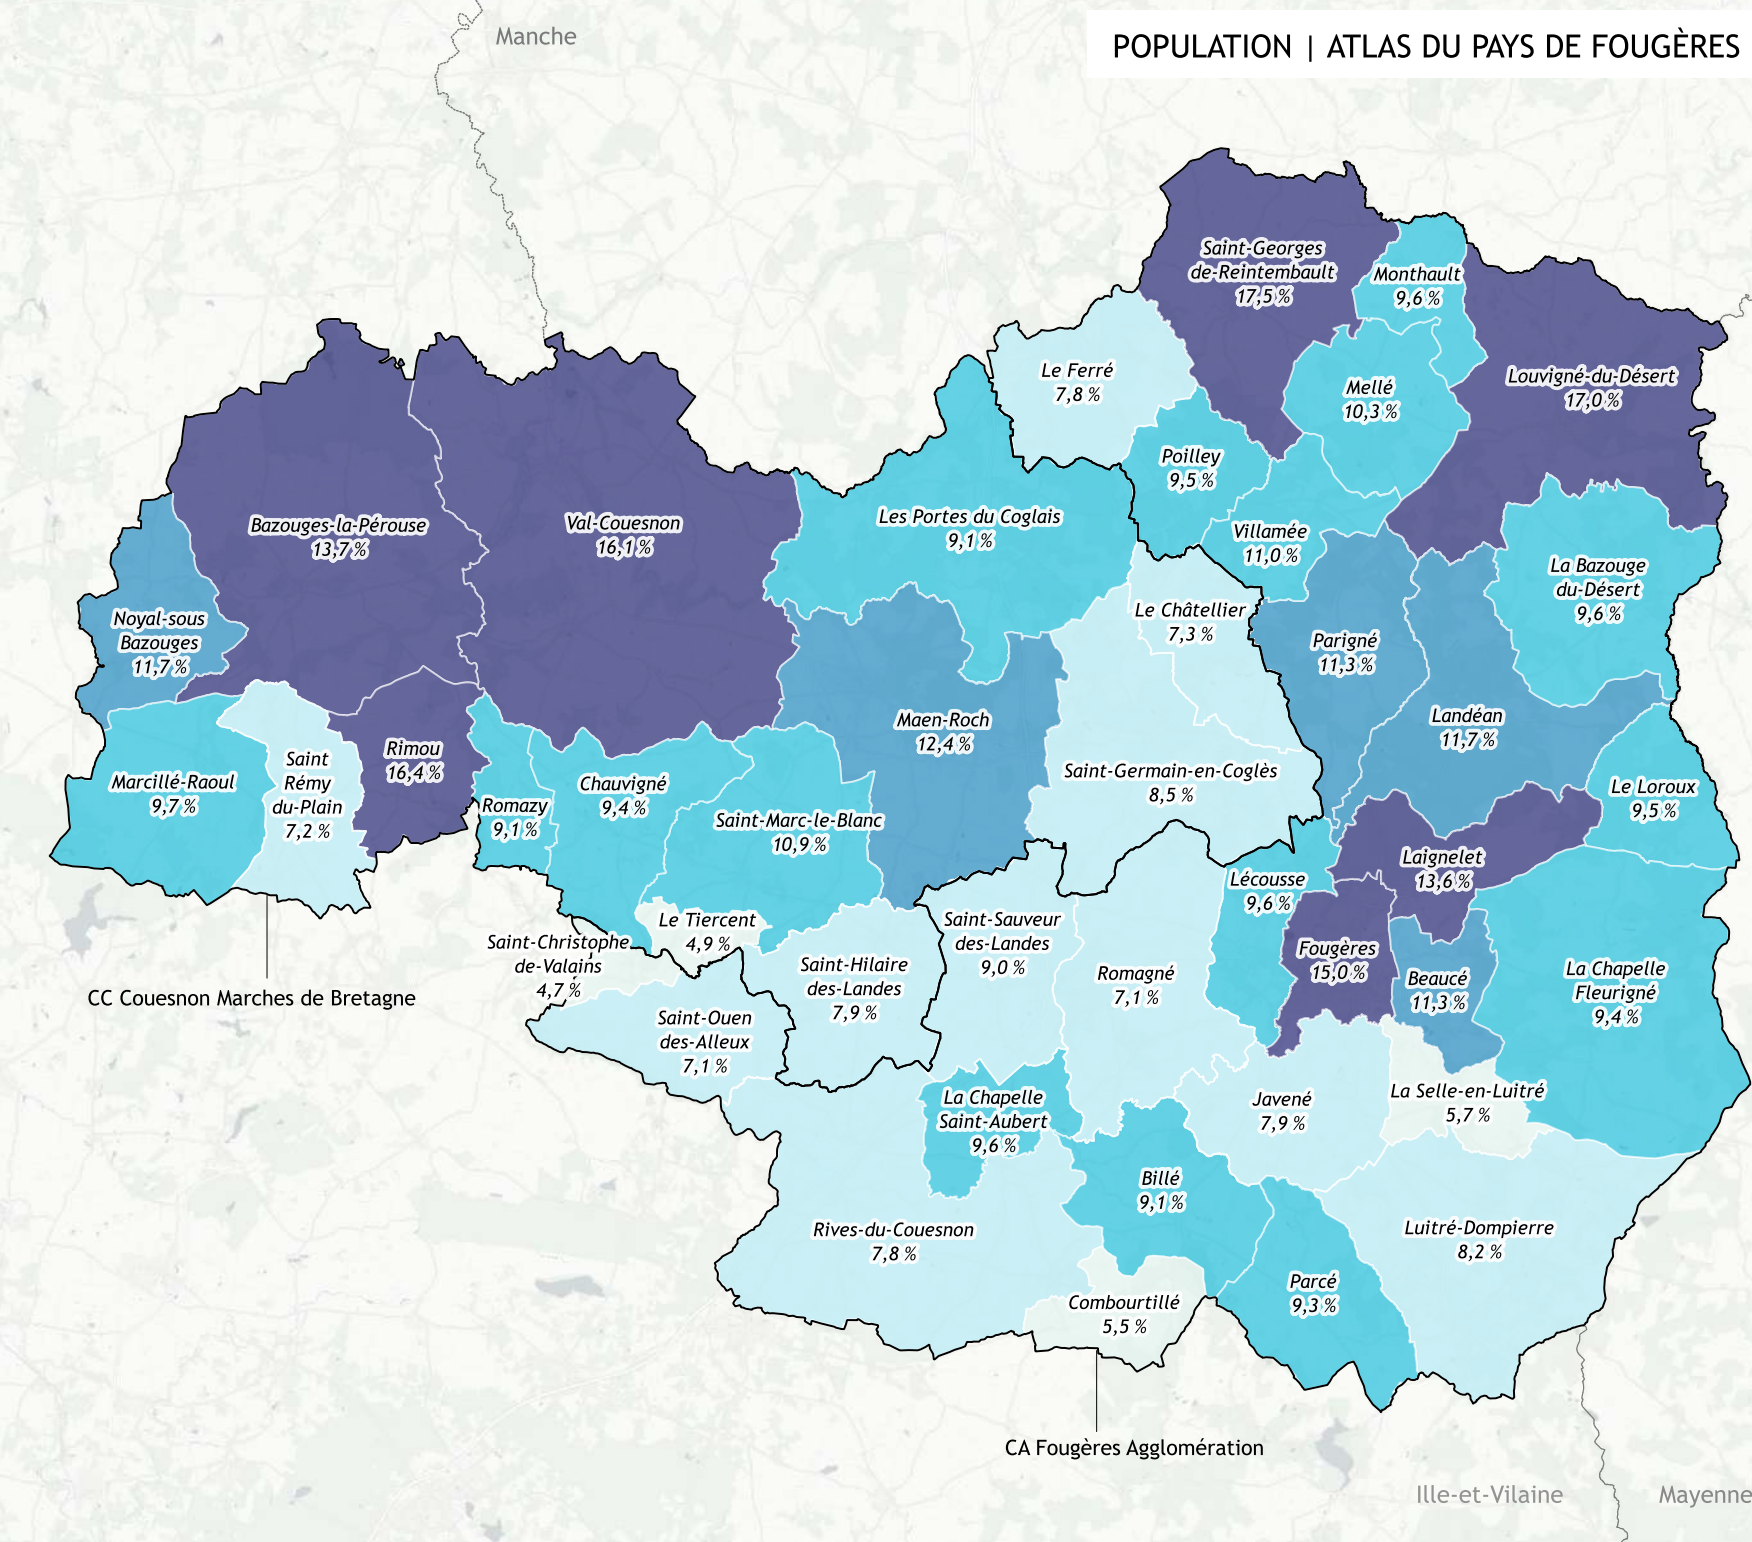 Manche
POPULATION | ATLAS DU PAYS DE FOUGÈRES
Saint-Georges
de-Reintembault
17,5 %
Monthault
9,6 %
Le Ferré
7,8 %
Mellé
10,3 %
Louvigné-du-Désert
17,0 %
Poilley
9,5 %
Bazouges-la-Pérouse
13,7 %
Val-Couesnon
16,1 %
Les Portes du Coglais
9,1 %
Villamée
11,0 %
La Bazouge
du-Désert
9,6 %
Noyal-sous
Bazouges
11,7 %
Le Châtellier
7,3 %
Parigné
11,3 %
Maen-Roch
12,4 %
Landéan
11,7 %
Rimou
16,4 %
Saint
Rémy
du-Plain
7,2 %
Marcillé-Raoul
9,7 %
Romazy
9,1 %
Chauvigné
9,4 %
Saint-Marc-le-Blanc
10,9 %
Saint-Germain-en-Coglès
8,5 %
Le Loroux
9,5 %
Laignelet
13,6 %
Lécousse
9,6 %
Le Tiercent
4,9 %
Saint-Sauveur
des-Landes
9,0 %
Saint-Christophe
de-Valains
4,7 %
Saint-Hilaire
des-Landes
7,9 %
Romagné
7,1 %
Fougères
15,0 %
Beaucé
11,3 %
La Chapelle
Fleurigné
9,4 %
CC Couesnon Marches de Bretagne
Saint-Ouen
des-Alleux
7,1 %
La Chapelle
Saint-Aubert
9,6 %
Javené
7,9 %
La Selle-en-Luitré
5,7 %
Billé
9,1 %
Rives-du-Couesnon
7,8 %
Luitré-Dompierre
8,2 %
Parcé
9,3 %
Combourtillé
5,5 %
CA Fougères Agglomération
Ille-et-Vilaine
Mayenne